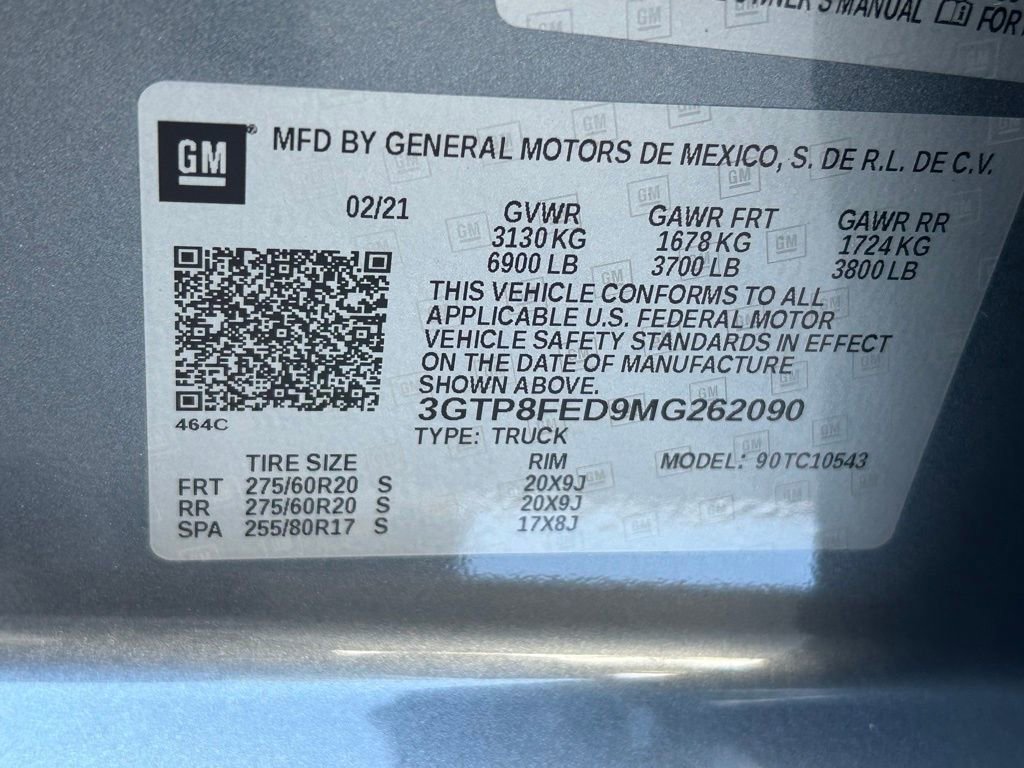 OWNER'S MANUAL
FOR
GM
MFD BY GENERAL MOTORS DE MEXICO, S. DE R.L. DE C.V.
02/21 GVWR GAWR FRT GAWR RR
3130 KG 1678 KG 1724 KG
6900 LB 3700 LB 3800 LB
THIS VEHICLE CONFORMS TO ALL
APPLICABLE U.S. FEDERAL MOTOR
VEHICLE SAFETY STANDARDS IN EFFECT
ON THE DATE OF MANUFACTURE
SHOWN ABOVE.
3GTP8FED9MG262090
464C
TYPE: TRUCK
TIRE SIZE RIM MODEL: 90TC10543
FRT 275/60R20 S 20X9J
RR 275/60R20 S 20X9J
SPA 255/80R17 S 17X8J